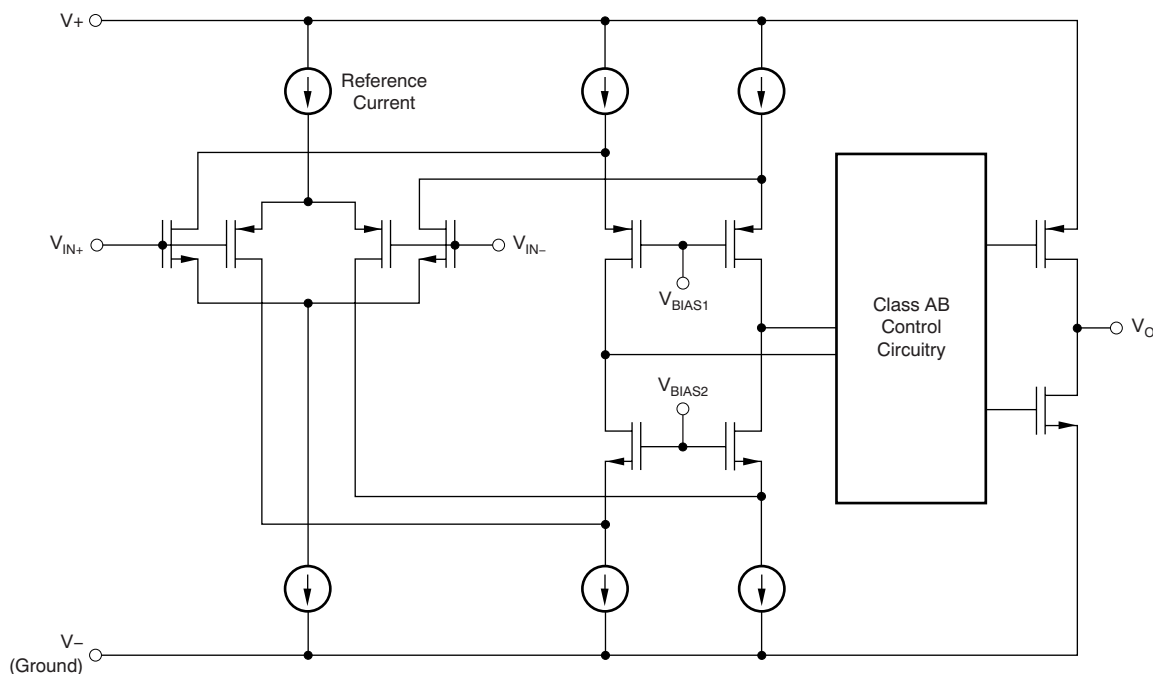 V+
Reference
Current
VIN+
VIN−
VBIAS1
VBIAS2
Class AB
Control
Circuitry
VO
V−
(Ground)